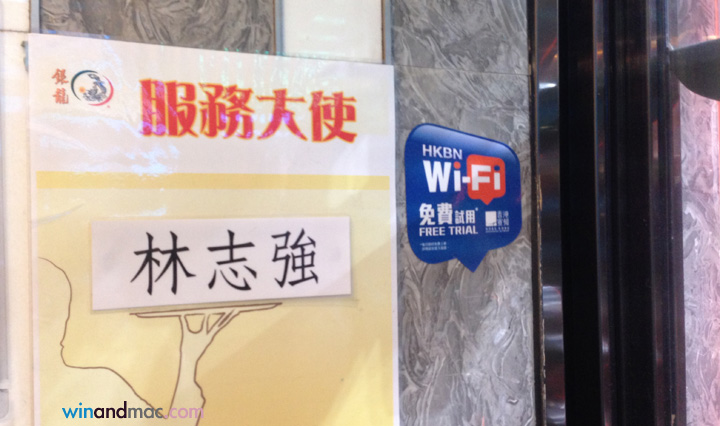 銀龍
服務大使
林志強
HKBN
Wi-Fi
免費試用*
FREE TRIAL
winandmac.com